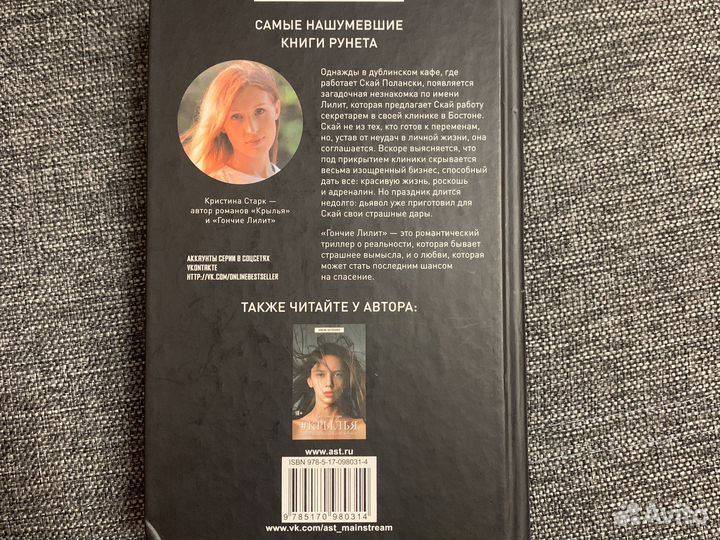 САМЫЕ НАШУМЕВШИЕ
КНИГИ РУНЕТА
Однажды в дублинском кафе, где
работает Скай Полански, появляется
загадочная незнакомка по имени
Лилит, которая предлагает Скай работу
секретарем в своей клинике в Бостоне.
Скай не из тех, кто готов к переменам,
но, устав от неудач в личной жизни, она
соглашается. Вскоре выясняется, что
под прикрытием клиники скрывается
весьма изощренный бизнес, способный
дать все: красивую жизнь, роскошь
и адреналин. Но праздник длится
недолго: дьявол уже приготовил для
Скай свои страшные дары.
«Гончие Лилит» — это романтический
триллер о реальности, которая бывает
страшнее вымысла, и о любви, которая
может стать последним шансом
на спасение.
Кристина Старк —
автор романов «Крылья»
и «Гончие Лилит»
АККАУНТЫ СЕРИИ В СОЦСЕТЯХ
VKONTAKTE
HTTP://VK.COM/ONLINEBESTSELLER
ТАКЖЕ ЧИТАЙТЕ У АВТОРА:
#КРЫЛЬЯ
www.ast.ru
ISBN 978-5-17-098031-4
9 785170 980314
www.vk.com/ast_mainstream
Avito